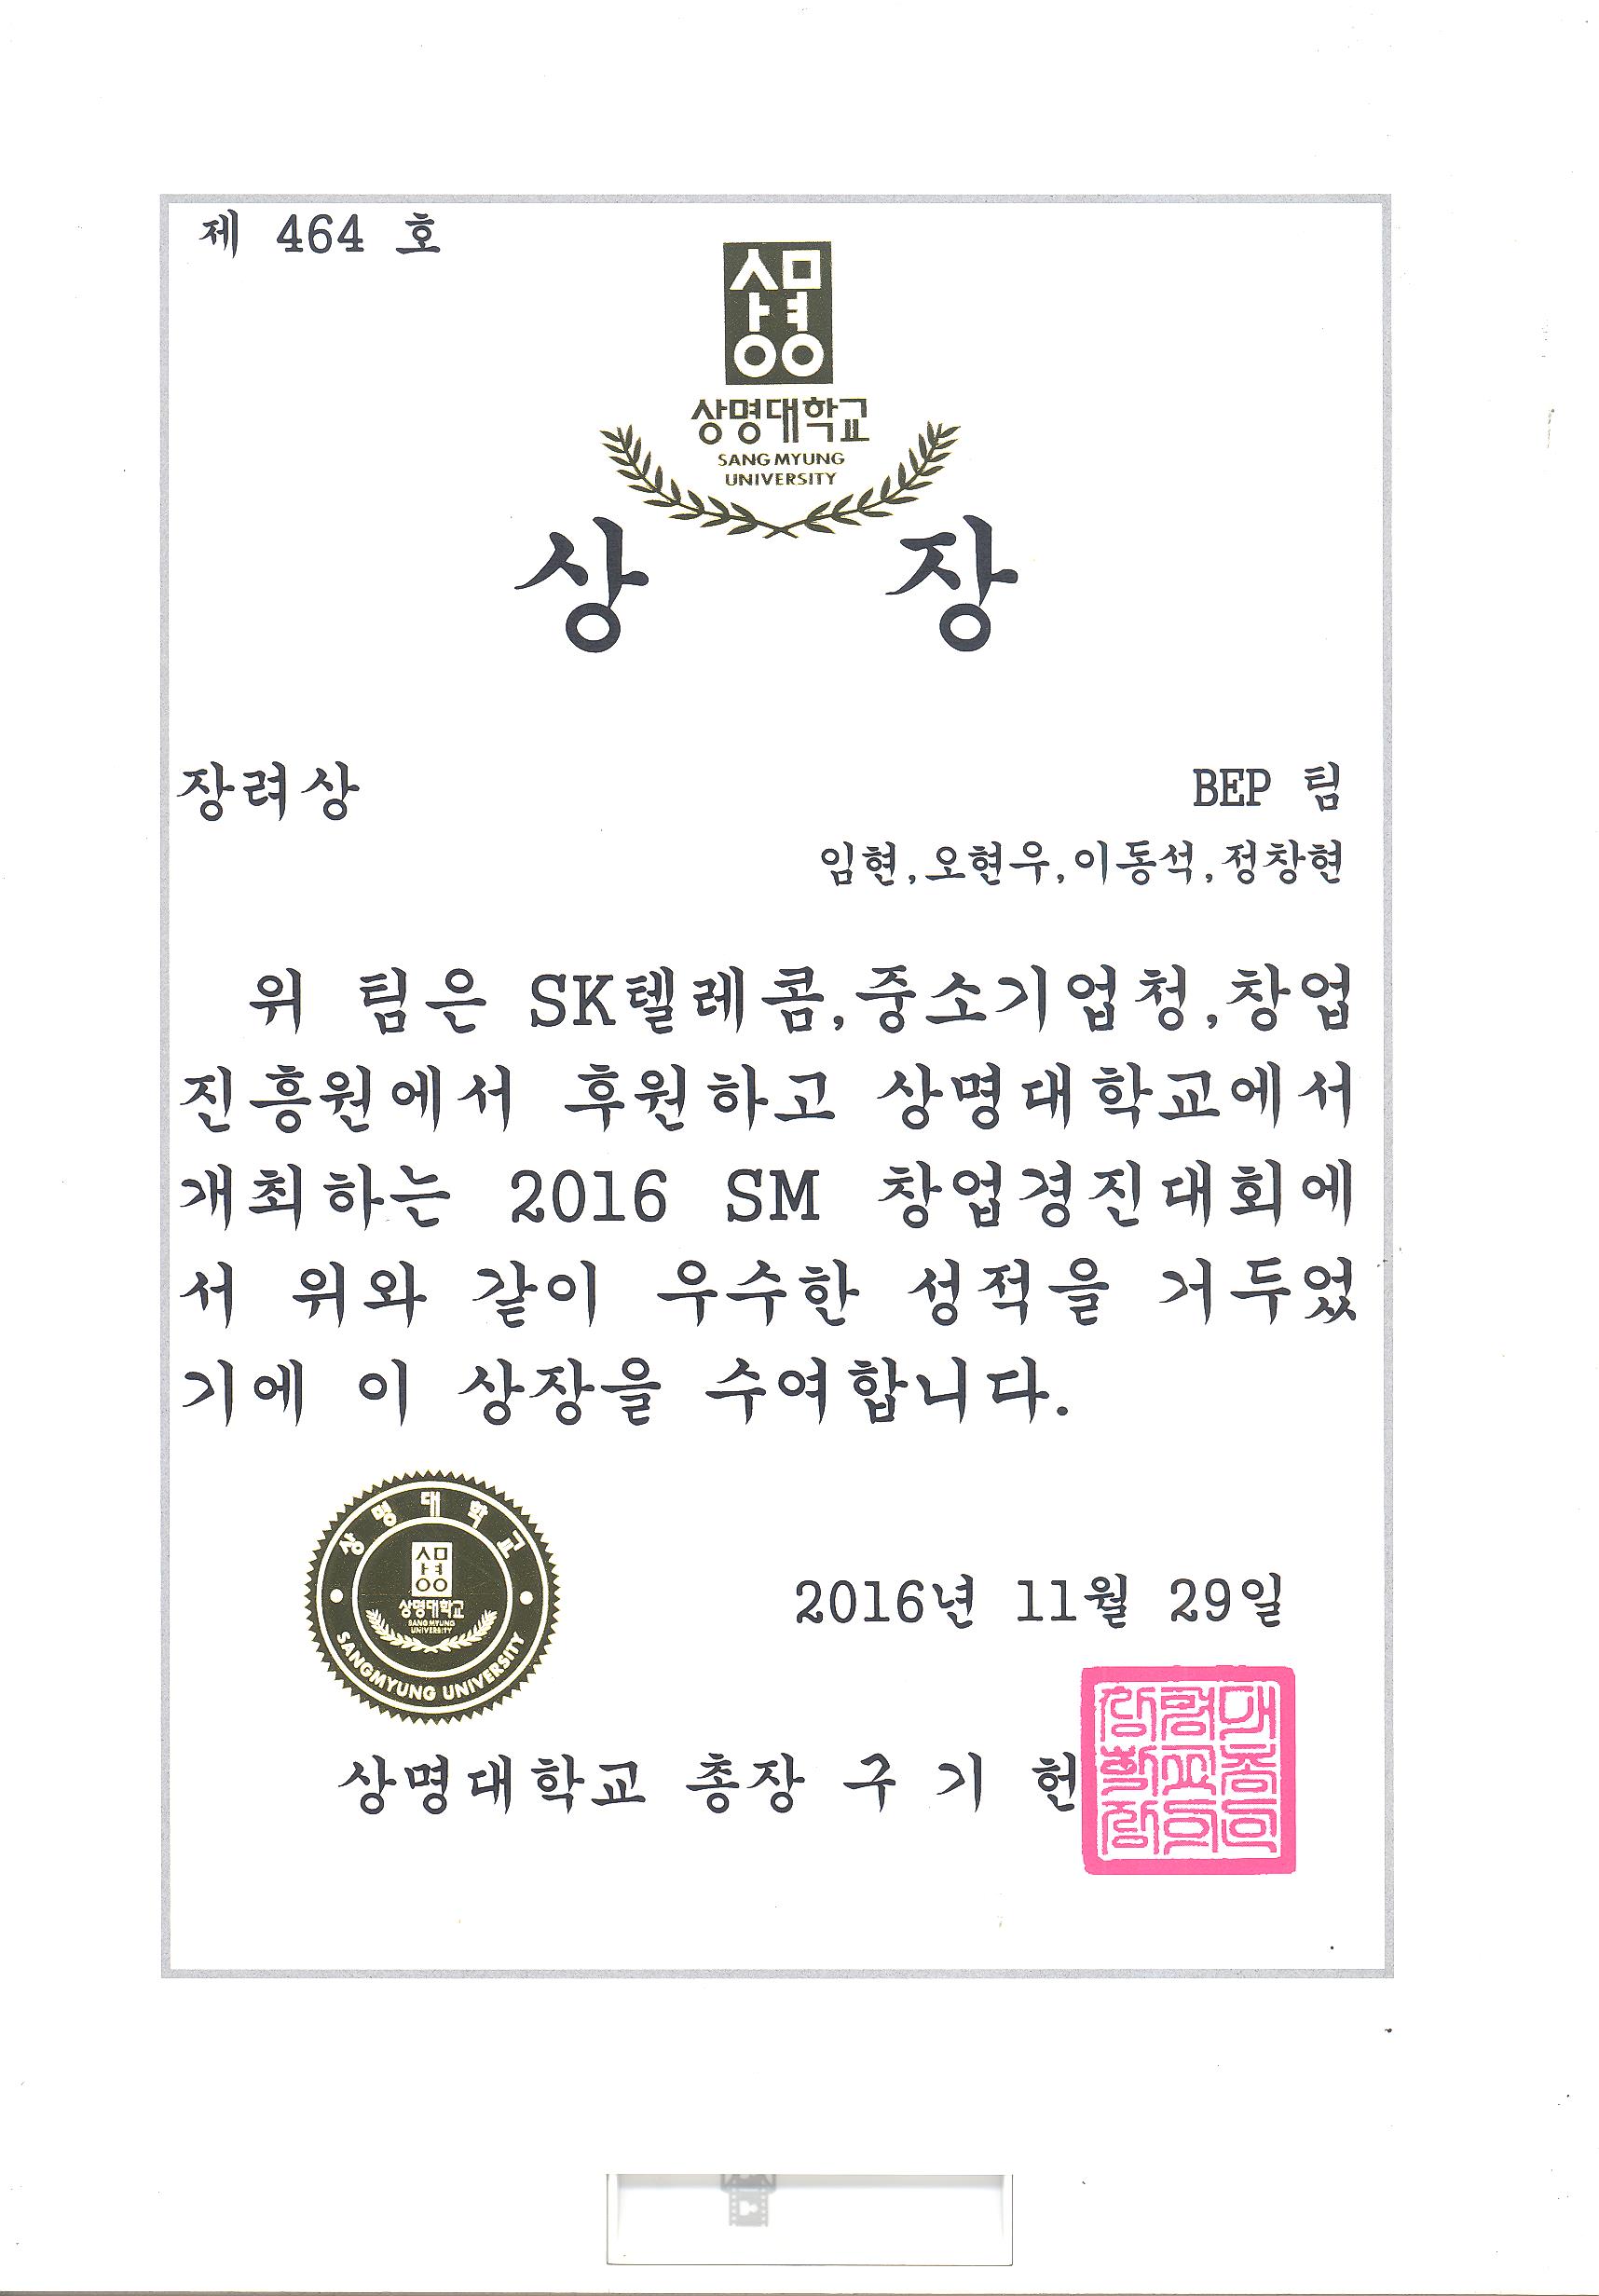 제 464 호
상명
상명대학교
SANGMYUNG
UNIVERSITY
상 장
장려상
BEP 팀
임현,오현우,이동석,정창현
위 팀은 SK텔레콤,중소기업청,창업
진흥원에서 후원하고 상명대학교에서
개최하는 2016 SM 창업경진대회에
서 위와 같이 우수한 성적을 거두었
기에 이 상장을 수여합니다.
상명대학교
상명
상명대학교
SANGMYUNG
UNIVERSITY
SANGMYUNG UNIVERSITY
2016년 11월 29일
상명대학교 총장 구 기 헌